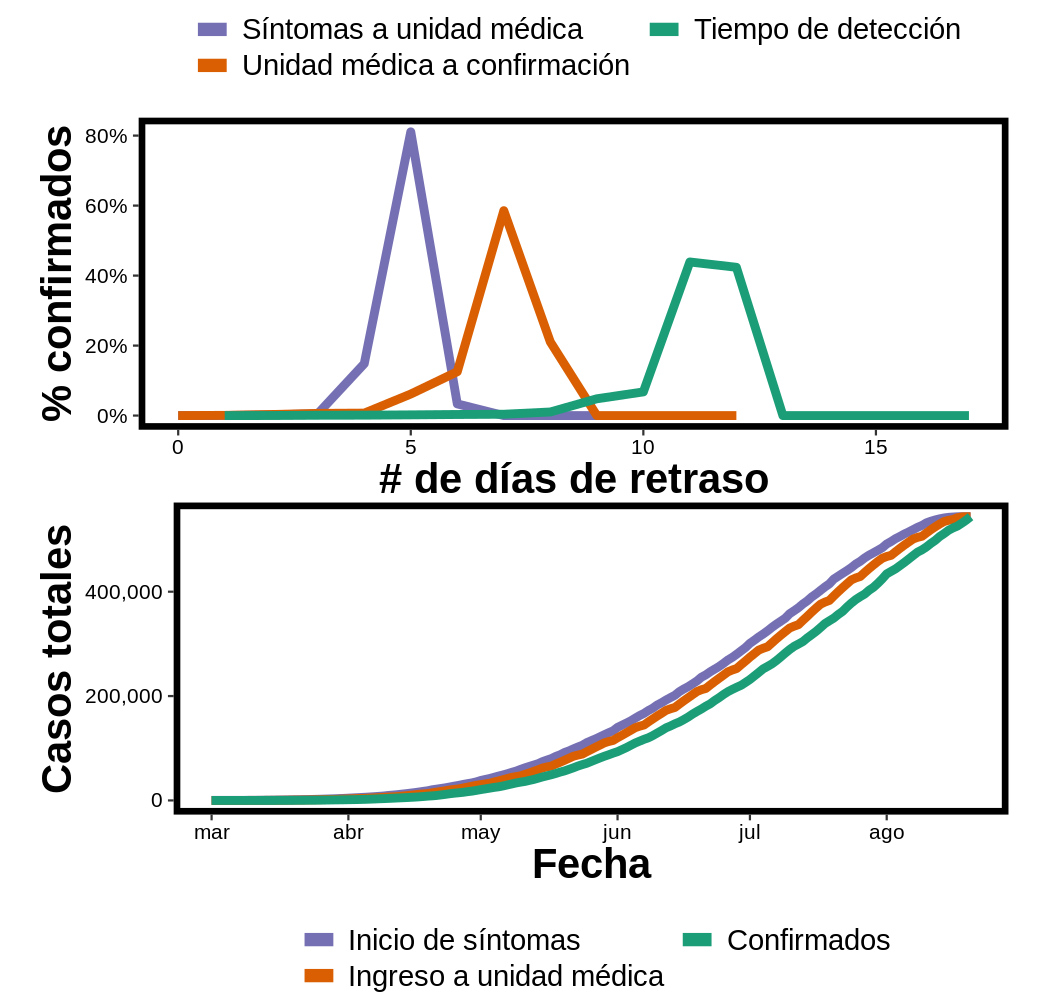 Síntomas a unidad médica
Tiempo de detección
Unidad médica a confirmación
% confirmados
80%
60%
40%
20%
0%
0
5
10
15
# de días de retraso
Casos totales
400,000
200,000
0
mar
abr
may
jun
jul
ago
Fecha
Inicio de síntomas
Confirmados
Ingreso a unidad médica